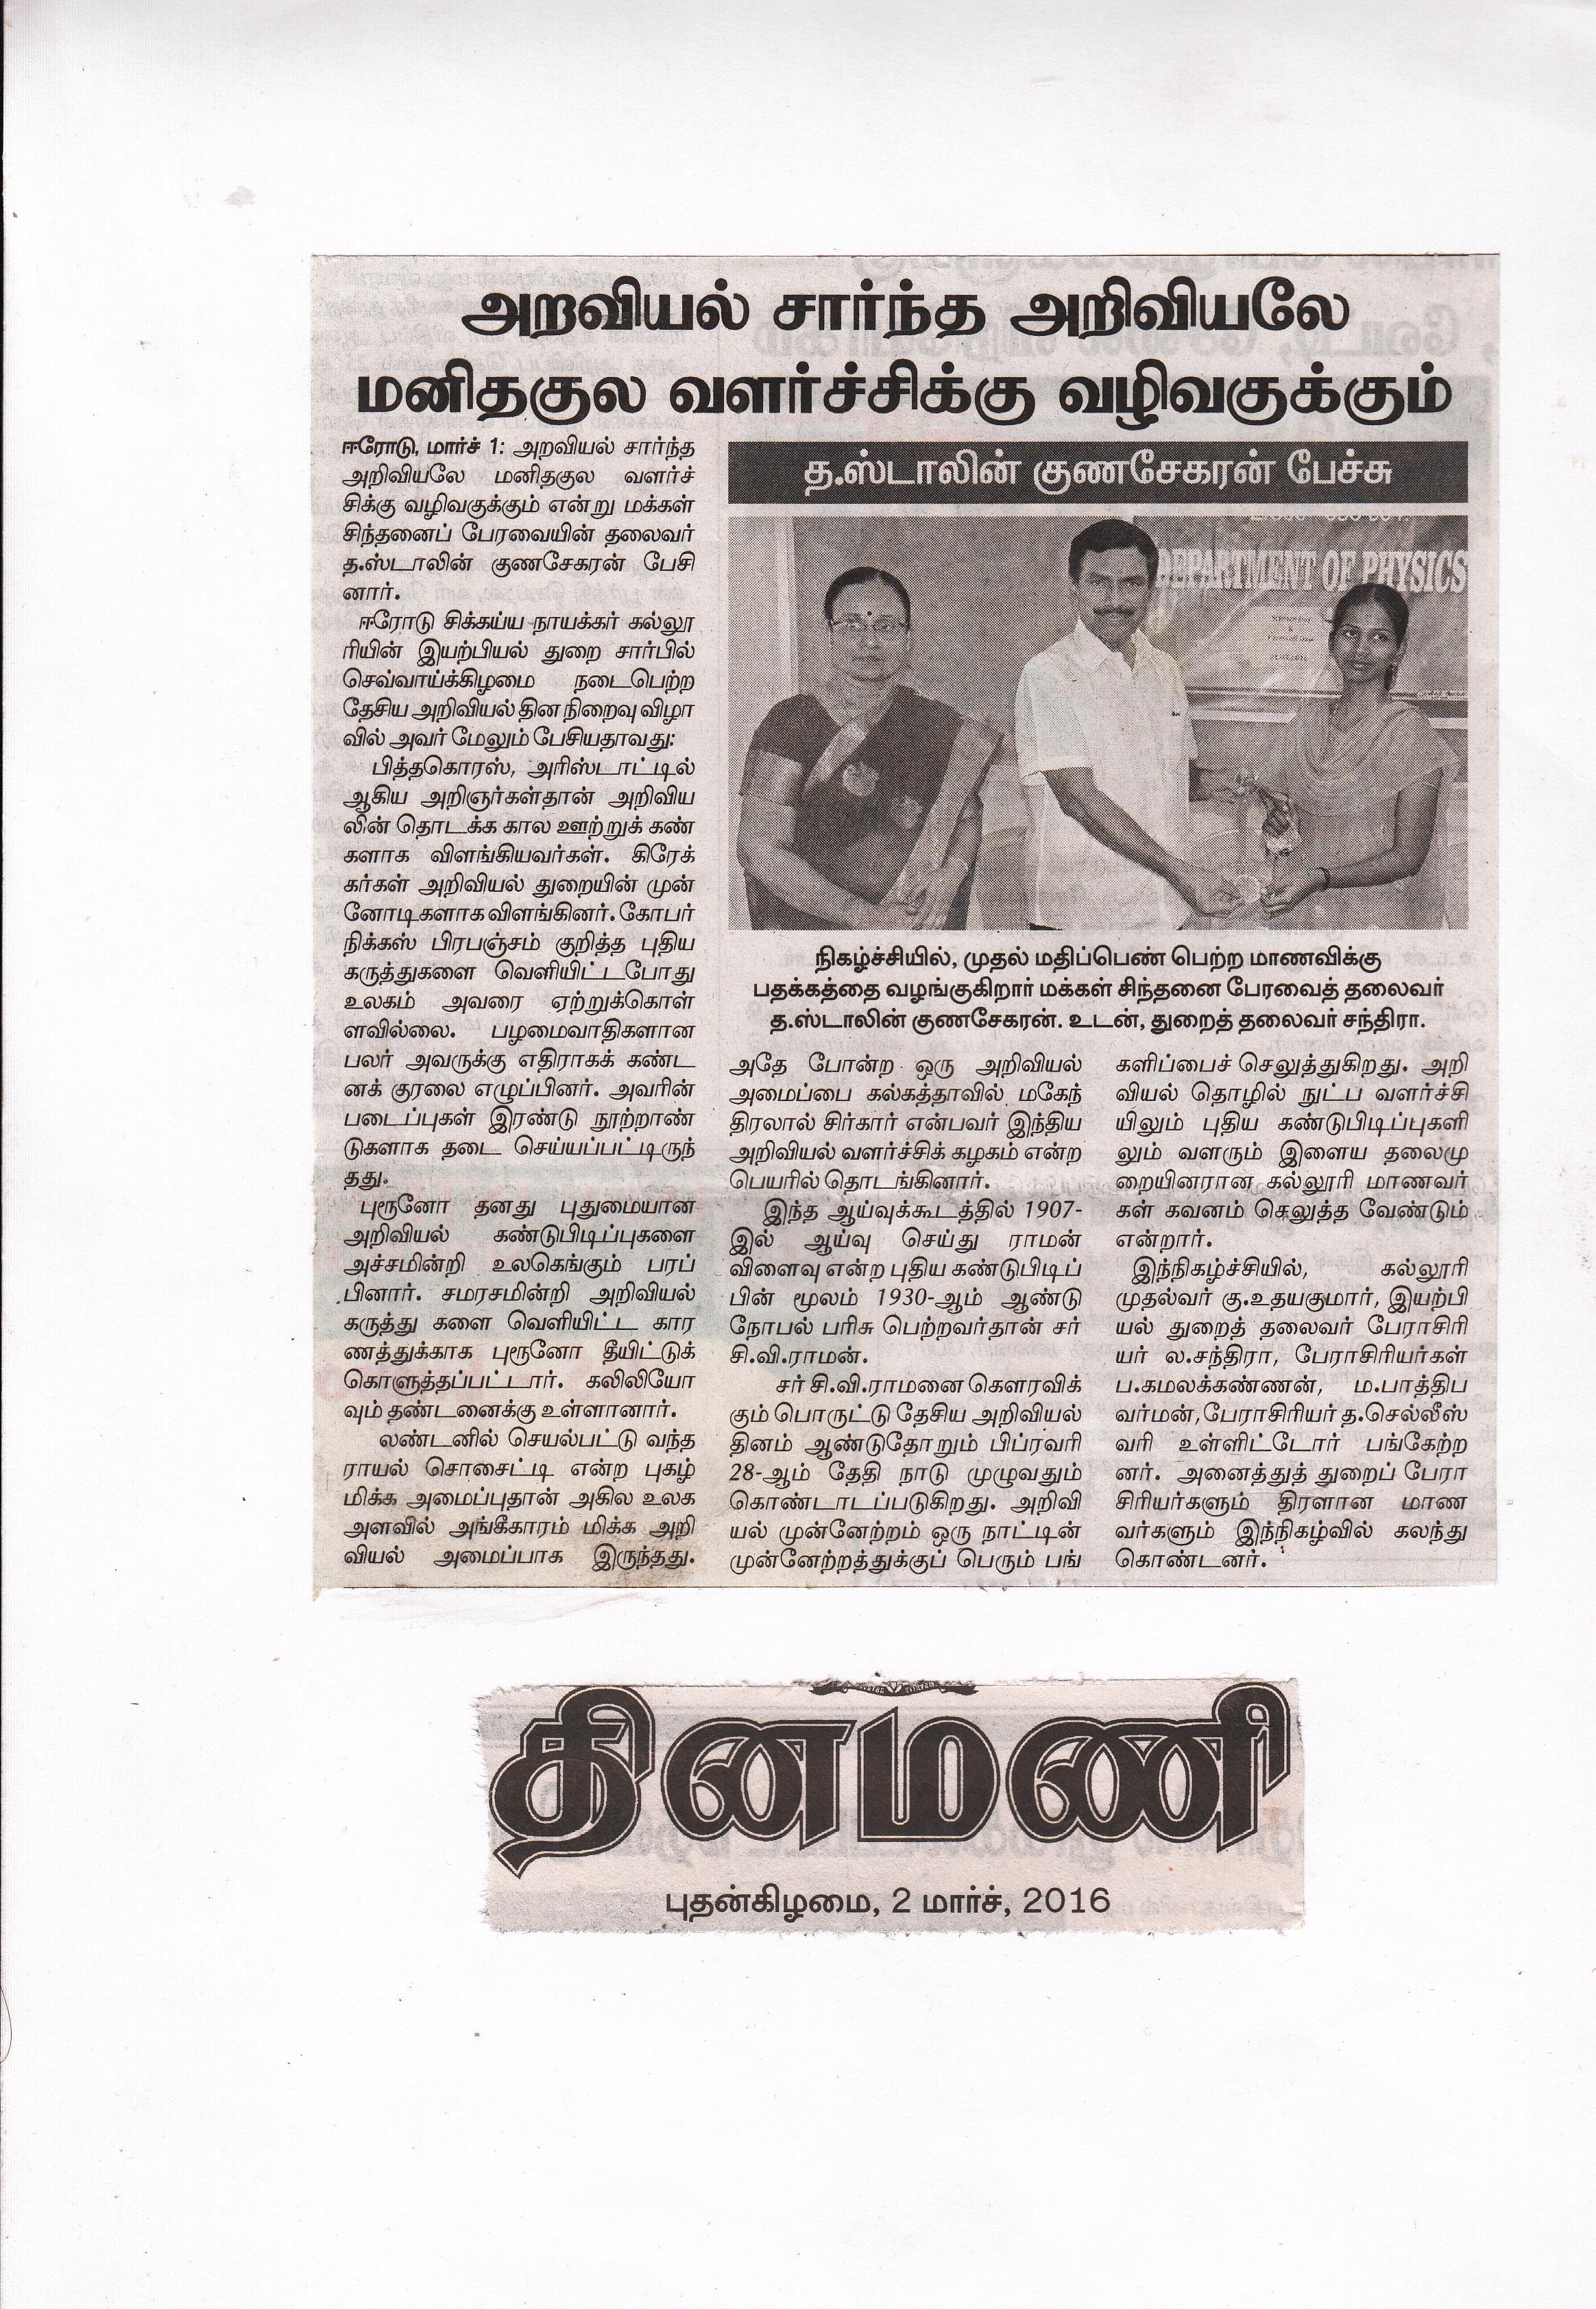 அறவியல் சார்ந்த அறிவியலே
மனிதகுல வளர்ச்சிக்கு வழிவகுக்கும்
ஈரோடு, மார்ச் 1: அறவியல் சார்ந்த
அறிவியலே மனிதகுல வளர்ச்
சிக்கு வழிவகுக்கும் என்று மக்கள்
சிந்தனைப் பேரவையின் தலைவர்
த.ஸ்டாலின் குணசேகரன் பேசி
னார்.
ஈரோடு சிக்கய்ய நாயக்கர் கல்லூ
ரியின் இயற்பியல் துறை சார்பில்
செவ்வாய்க்கிழமை நடைபெற்ற
தேசிய அறிவியல் தின நிறைவு விழா
வில் அவர் மேலும் பேசியதாவது:
பித்தகொரஸ், அரிஸ்டாட்டில்
ஆகிய அறிஞர்கள்தான் அறிவிய
லின் தொடக்க கால ஊற்றுக் கண்
களாக விளங்கியவர்கள். கிரேக்
கர்கள் அறிவியல் துறையின் முன்
னோடிகளாக விளங்கினர். கோபர்
நிக்கஸ் பிரபஞ்சம் குறித்த புதிய
கருத்துகளை வெளியிட்டபோது
உலகம் அவரை ஏற்றுக்கொள்
ளவில்லை. பழமைவாதிகளான
பலர் அவருக்கு எதிராகக் கண்ட
னக் குரலை எழுப்பினர். அவரின்
படைப்புகள் இரண்டு நூற்றாண்
டுகளாக தடை செய்யப்பட்டிருந்
தது.
புரூனோ தனது புதுமையான
அறிவியல் கண்டுபிடிப்புகளை
அச்சமின்றி உலகெங்கும் பரப்
பினார். சமரசமின்றி அறிவியல்
கருத்து களை வெளியிட்ட கார
ணத்துக்காக புரூனோ தீயிட்டுக்
கொளுத்தப்பட்டார். கலிலியோ
வும் தண்டனைக்கு உள்ளானார்.
லண்டனில் செயல்பட்டு வந்த
ராயல் சொசைட்டி என்ற புகழ்
மிக்க அமைப்புதான் அகில உலக
அளவில் அங்கீகாரம் மிக்க அறி
வியல் அமைப்பாக இருந்தது.
த.ஸ்டாலின் குணசேகரன் பேச்சு
DEPARTMENT OF PHYSICS
நிகழ்ச்சியில், முதல் மதிப்பெண் பெற்ற மாணவிக்கு
பதக்கத்தை வழங்குகிறார் மக்கள் சிந்தனை பேரவைத் தலைவர்
த.ஸ்டாலின் குணசேகரன். உடன், துறைத் தலைவர் சந்திரா.
அதே போன்ற ஒரு அறிவியல்
அமைப்பை கல்கத்தாவில் மகேந்
திரலால் சிர்கார் என்பவர் இந்திய
அறிவியல் வளர்ச்சிக் கழகம் என்ற
பெயரில் தொடங்கினார்.
இந்த ஆய்வுக்கூடத்தில் 1907-
இல் ஆய்வு செய்து ராமன்
விளைவு என்ற புதிய கண்டுபிடிப்
பின் மூலம் 1930-ஆம் ஆண்டு
நோபல் பரிசு பெற்றவர்தான் சர்
சி.வி.ராமன்.
சர் சி.வி.ராமனை கௌரவிக்
கும் பொருட்டு தேசிய அறிவியல்
தினம் ஆண்டுதோறும் பிப்ரவரி
28-ஆம் தேதி நாடு முழுவதும்
கொண்டாடப்படுகிறது. அறிவி
யல் முன்னேற்றம் ஒரு நாட்டின்
முன்னேற்றத்துக்குப் பெரும் பங்
களிப்பைச் செலுத்துகிறது. அறி
வியல் தொழில் நுட்ப வளர்ச்சி
யிலும் புதிய கண்டுபிடிப்புகளி
லும் வளரும் இளைய தலைமு
றையினரான கல்லூரி மாணவர்
கள் கவனம் செலுத்த வேண்டும்
என்றார்.
இந்நிகழ்ச்சியில், கல்லூரி
முதல்வர் கு.உதயகுமார், இயற்பி
யல் துறைத் தலைவர் பேராசிரி
யர் ல.சந்திரா, பேராசிரியர்கள்
ப.கமலக்கண்ணன், ம.பாத்திப
வர்மன், பேராசிரியர் த.செல்லீஸ்
வரி உள்ளிட்டோர் பங்கேற்ற
னர். அனைத்துத் துறைப் பேரா
சிரியர்களும் திரளான மாண
வர்களும் இந்நிகழ்வில் கலந்து
கொண்டனர்.
தினமணி
புதன்கிழமை, 2 மார்ச், 2016